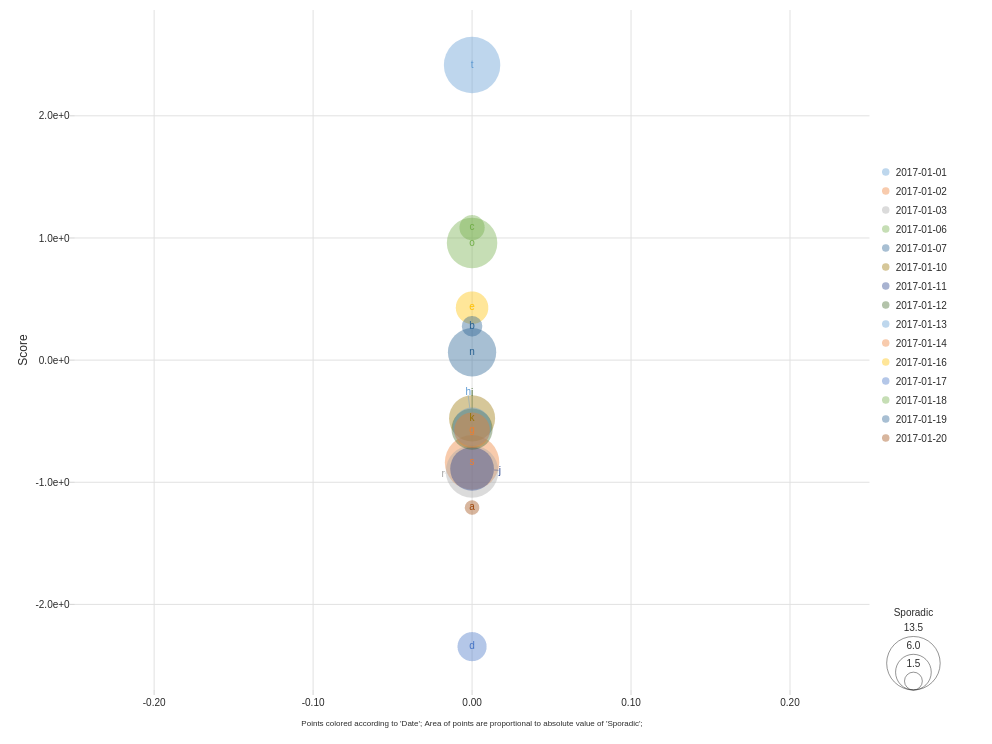 t
2.0e+0
2017-01-01
2017-01-02
2017-01-03
c
2017-01-06
1.0e+0
o
2017-01-07
2017-01-10
2017-01-11
e
2017-01-12
b
2017-01-13
Score
n
2017-01-14
0.0e+0
2017-01-16
2017-01-17
hi
2017-01-18
k
2017-01-19
2017-01-20
r
j
-1.0e+0
a
-2.0e+0
Sporadic
13.5
d
6.0
1.5
-0.20
-0.10
0.00
0.10
0.20
Points colored according to 'Date'; Area of points are proportional to absolute value of 'Sporadic';